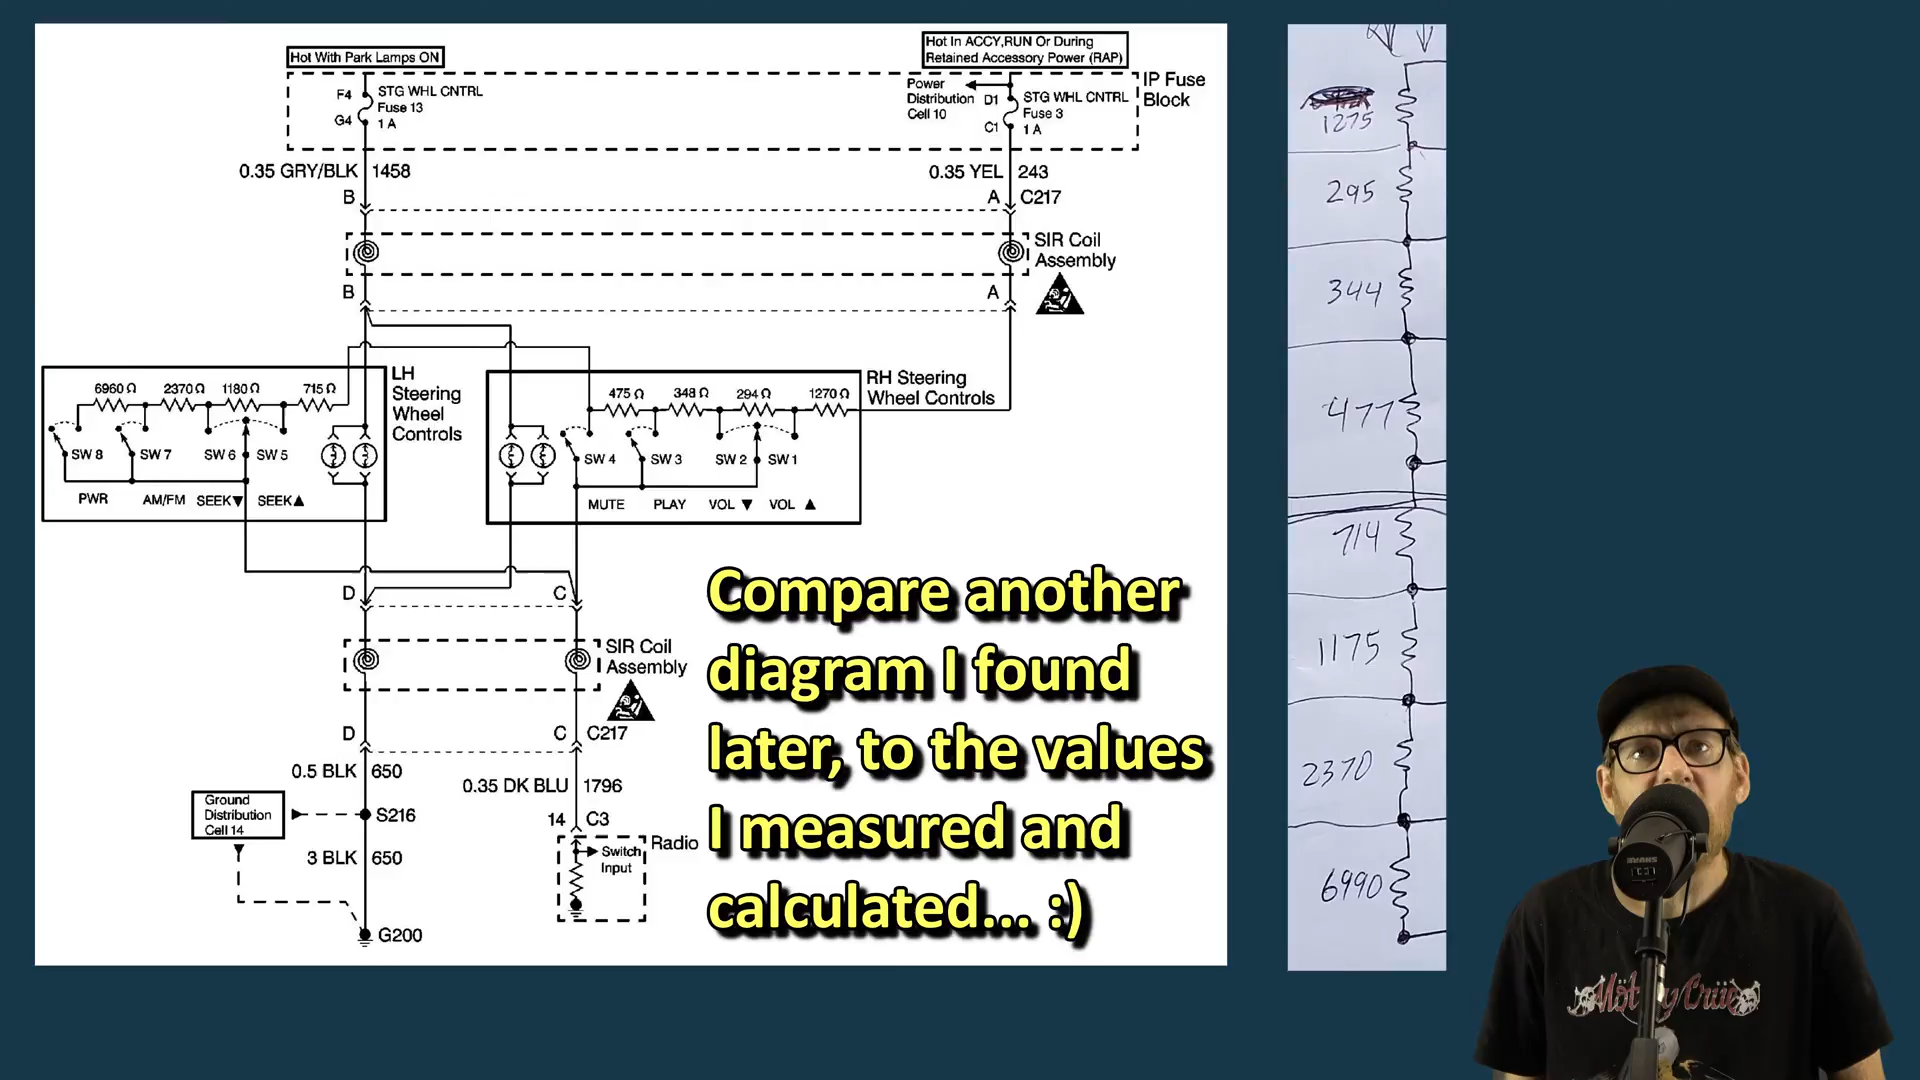 Hot With Park Lamps ON
Hot In ACCY,RUN Or During
Retained Accessory Power (RAP)
F4
STG WHL CNTRL
Fuse 13
G4
1 A
Power
Distribution
Cell 10
D1
STG WHL CNTRL
Fuse 3
C1
1 A
IP Fuse
Block
0.35 GRY/BLK
1458
0.35 YEL
243
B
A
C217
SIR Coil
Assembly
B
A
LH
Steering
Wheel
Controls
6960 Ω
2370 Ω
1180 Ω
715 Ω
SW 8
SW 7
SW 6
SW 5
PWR
AM/FM
SEEK▼
SEEK▲
RH Steering
Wheel Controls
475 Ω
348 Ω
294 Ω
1270 Ω
SW 4
SW 3
SW 2
SW 1
MUTE
PLAY
VOL ▼
VOL ▲
D
C
SIR Coil
Assembly
D
C
C217
0.5 BLK
650
0.35 DK BLU
1796
Ground
Distribution
Cell 14
S216
14
C3
3 BLK
650
Switch
Input
Radio
G200
Compare another
diagram I found
later, to the values
I measured and
calculated... :)
1275
295
344
477
714
1175
2370
6990
SHURE
Mötley Crüe